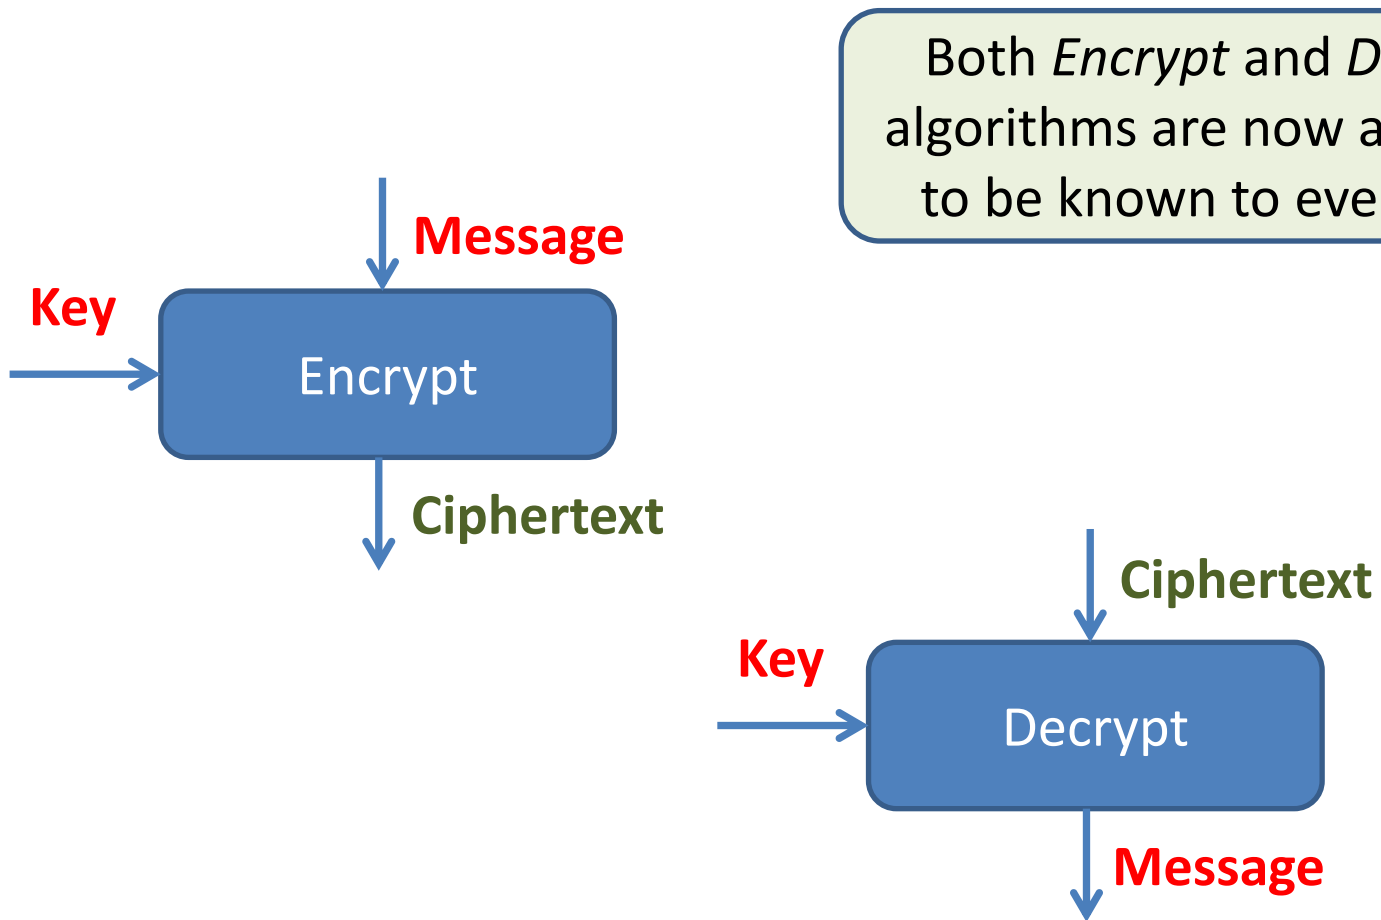 Both Encrypt and D
algorithms are now a
to be known to eve
Message
Key
Encrypt
Ciphertext
Ciphertext
Key
Decrypt
Message